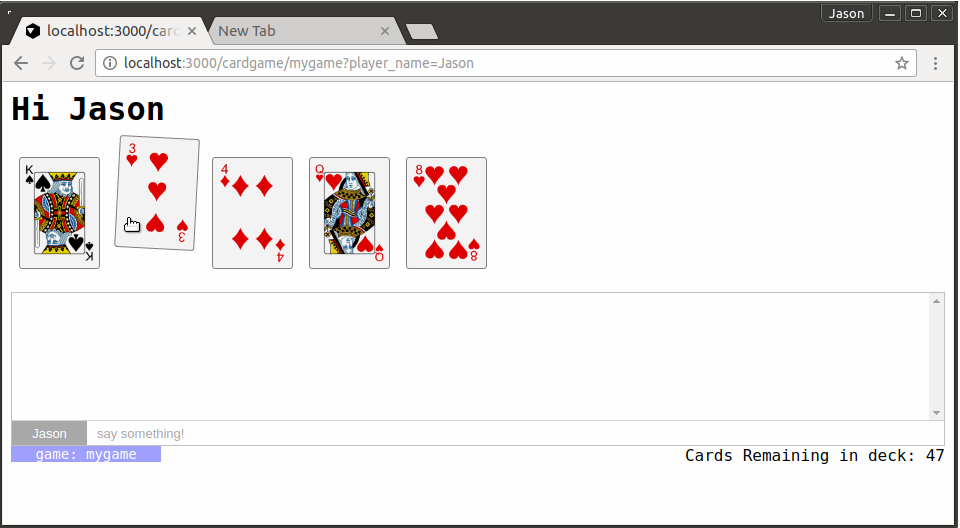 Jason
localhost:3000/card
New Tab
localhost:3000/cardgame/mygame?player_name=Jason
Hi Jason
K 3 4 Q 8
K 3 4 Q 8
Jason say something!
game: mygame Cards Remaining in deck: 47